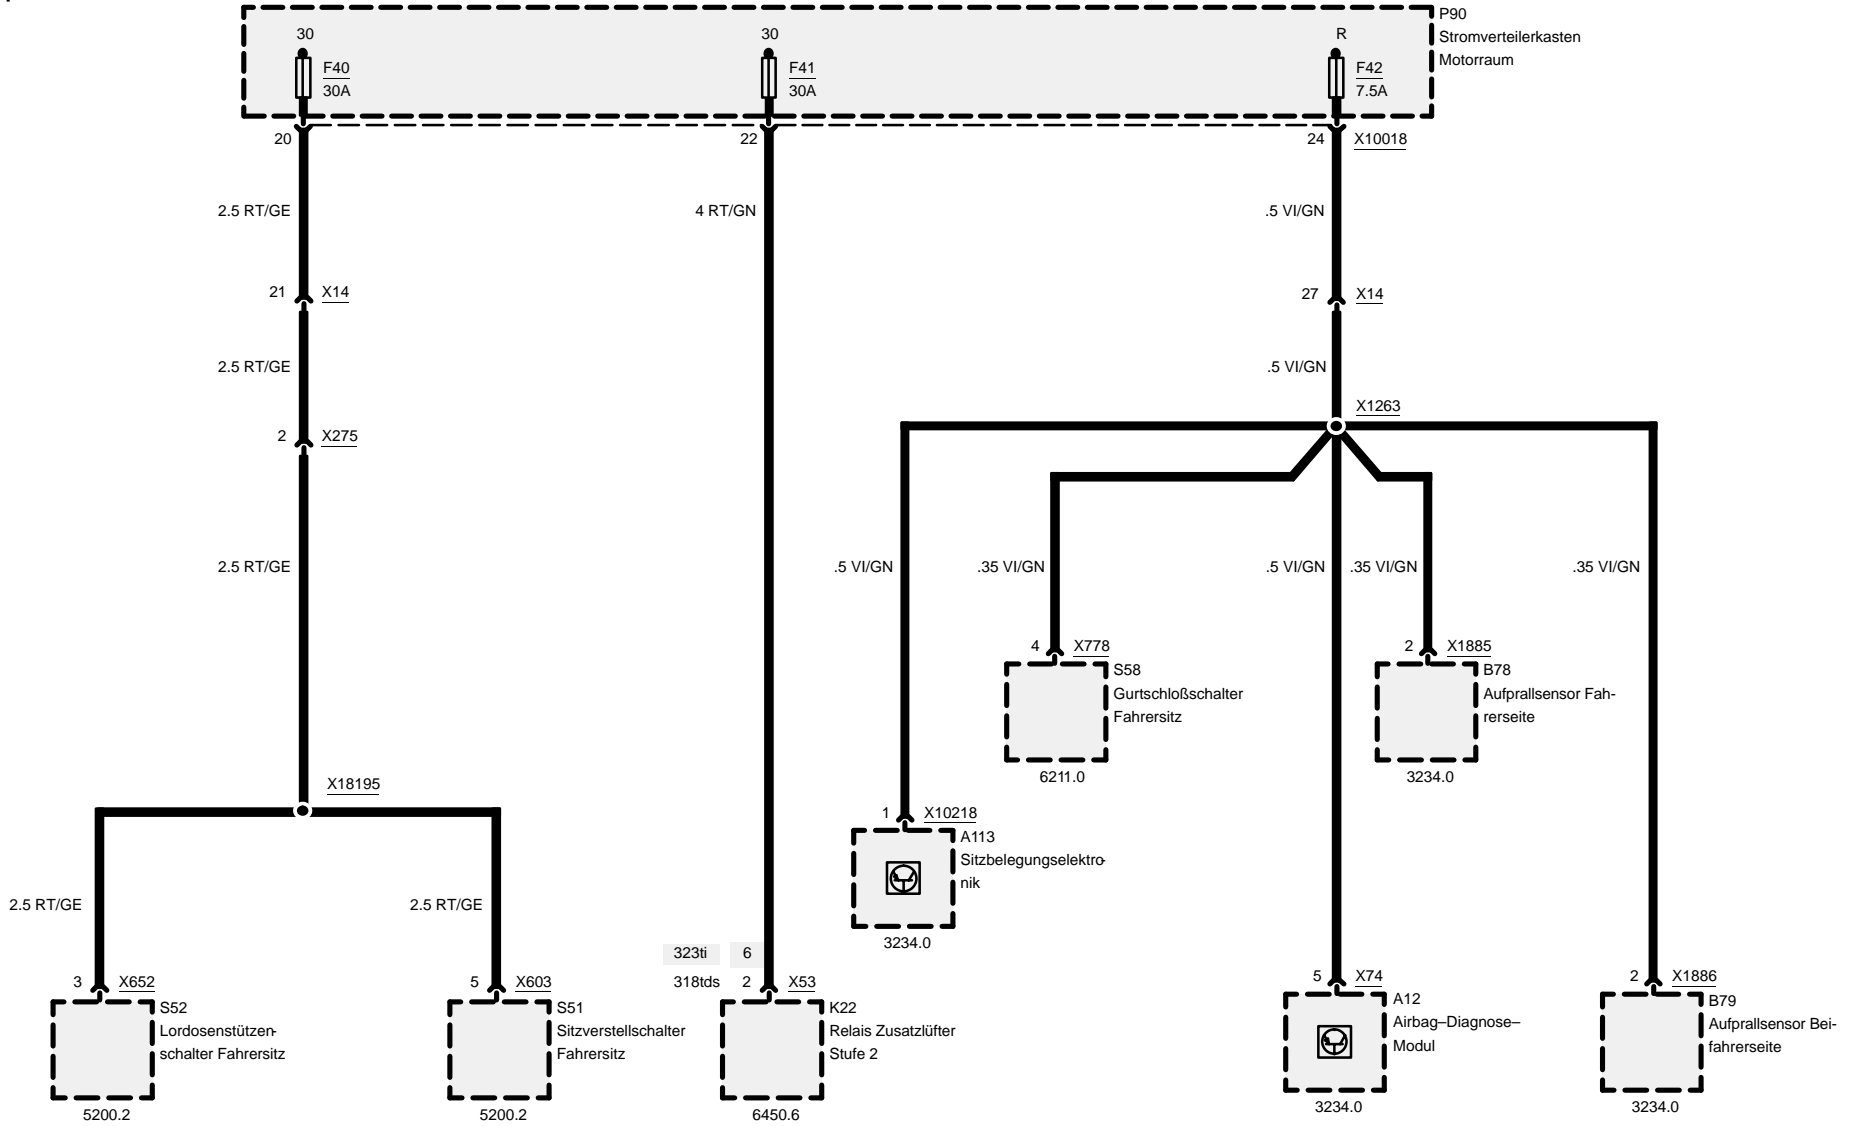 P90
Stromverteilerkasten
Motorraum
30
F40
30A
30
F41
30A
R
F42
7.5A
20
22
24
X10018
2.5 RT/GE
4 RT/GN
.5 VI/GN
21
X14
27
X14
2.5 RT/GE
.5 VI/GN
X1263
2
X275
2.5 RT/GE
.5 VI/GN
.35 VI/GN
.5 VI/GN
.35 VI/GN
.35 VI/GN
4
X778
S58
Gurtschloßschalter
Fahrersitz
6211.0
2
X1885
B78
Aufprallsensor Fah-
rerseite
3234.0
X18195
1
X10218
A113
Sitzbelegungselektro-
nik
3234.0
2.5 RT/GE
2.5 RT/GE
3
X652
S52
Lordosenstützen-
schalter Fahrersitz
5200.2
5
X603
S51
Sitzverstellschalter
Fahrersitz
5200.2
323ti
6
318tds
2
X53
K22
Relais Zusatzlüfter
Stufe 2
6450.6
5
X74
A12
Airbag–Diagnose–
Modul
3234.0
2
X1886
B79
Aufprallsensor Bei-
fahrerseite
3234.0